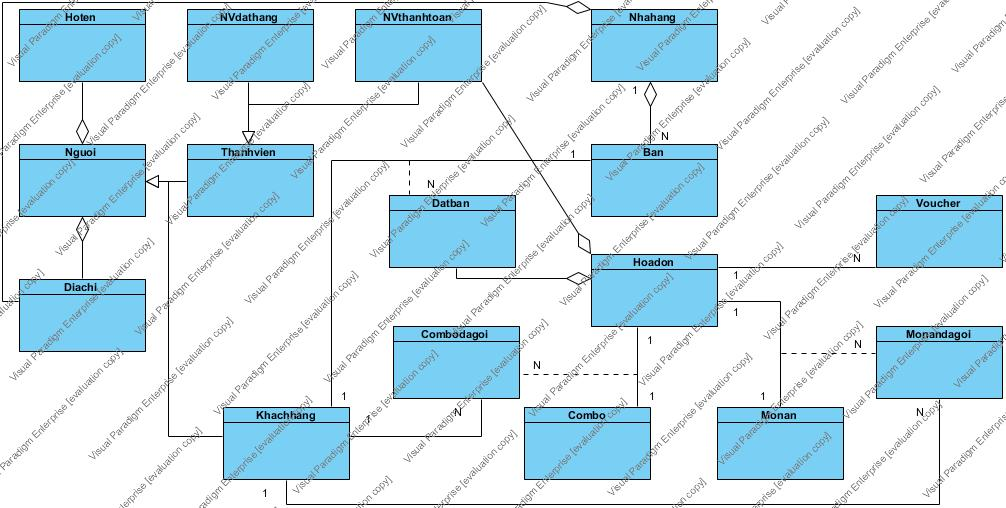 Hoten
NVdathang
NVthanhtoan
Nhahang
1
N
Nguoi
Thanhvien
1
Ban
N
Datban
Voucher
Hoadon
N
1
Diachi
1
Combodagoi
1
N
Monandagoi
N
1
1
1
N
1
N
Khachhang
Combo
Monan
1
Visual Paradigm Enterprise [evaluation copy]